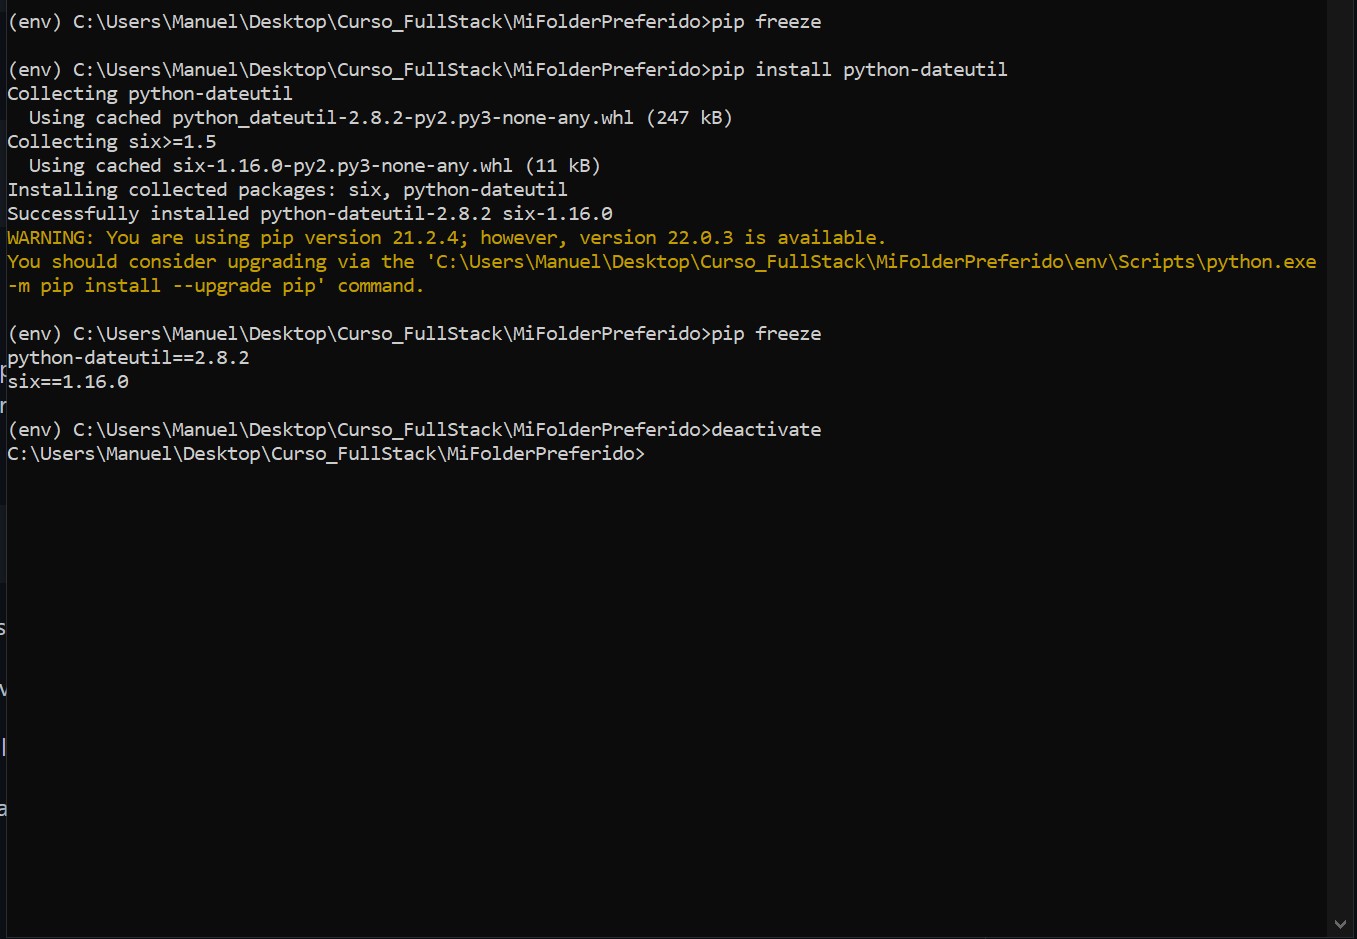 (env) C:\Users\Manuel\Desktop\Curso_FullStack\MiFolderPreferido>pip freeze
(env) C:\Users\Manuel\Desktop\Curso_FullStack\MiFolderPreferido>pip install python-dateutil
Collecting python-dateutil
  Using cached python_dateutil-2.8.2-py2.py3-none-any.whl (247 kB)
Collecting six>=1.5
  Using cached six-1.16.0-py2.py3-none-any.whl (11 kB)
Installing collected packages: six, python-dateutil
Successfully installed python-dateutil-2.8.2 six-1.16.0
WARNING: You are using pip version 21.2.4; however, version 22.0.3 is available.
You should consider upgrading via the 'C:\Users\Manuel\Desktop\Curso_FullStack\MiFolderPreferido\env\Scripts\python.exe
-m pip install --upgrade pip' command.
(env) C:\Users\Manuel\Desktop\Curso_FullStack\MiFolderPreferido>pip freeze
python-dateutil==2.8.2
six==1.16.0
(env) C:\Users\Manuel\Desktop\Curso_FullStack\MiFolderPreferido>deactivate
C:\Users\Manuel\Desktop\Curso_FullStack\MiFolderPreferido>